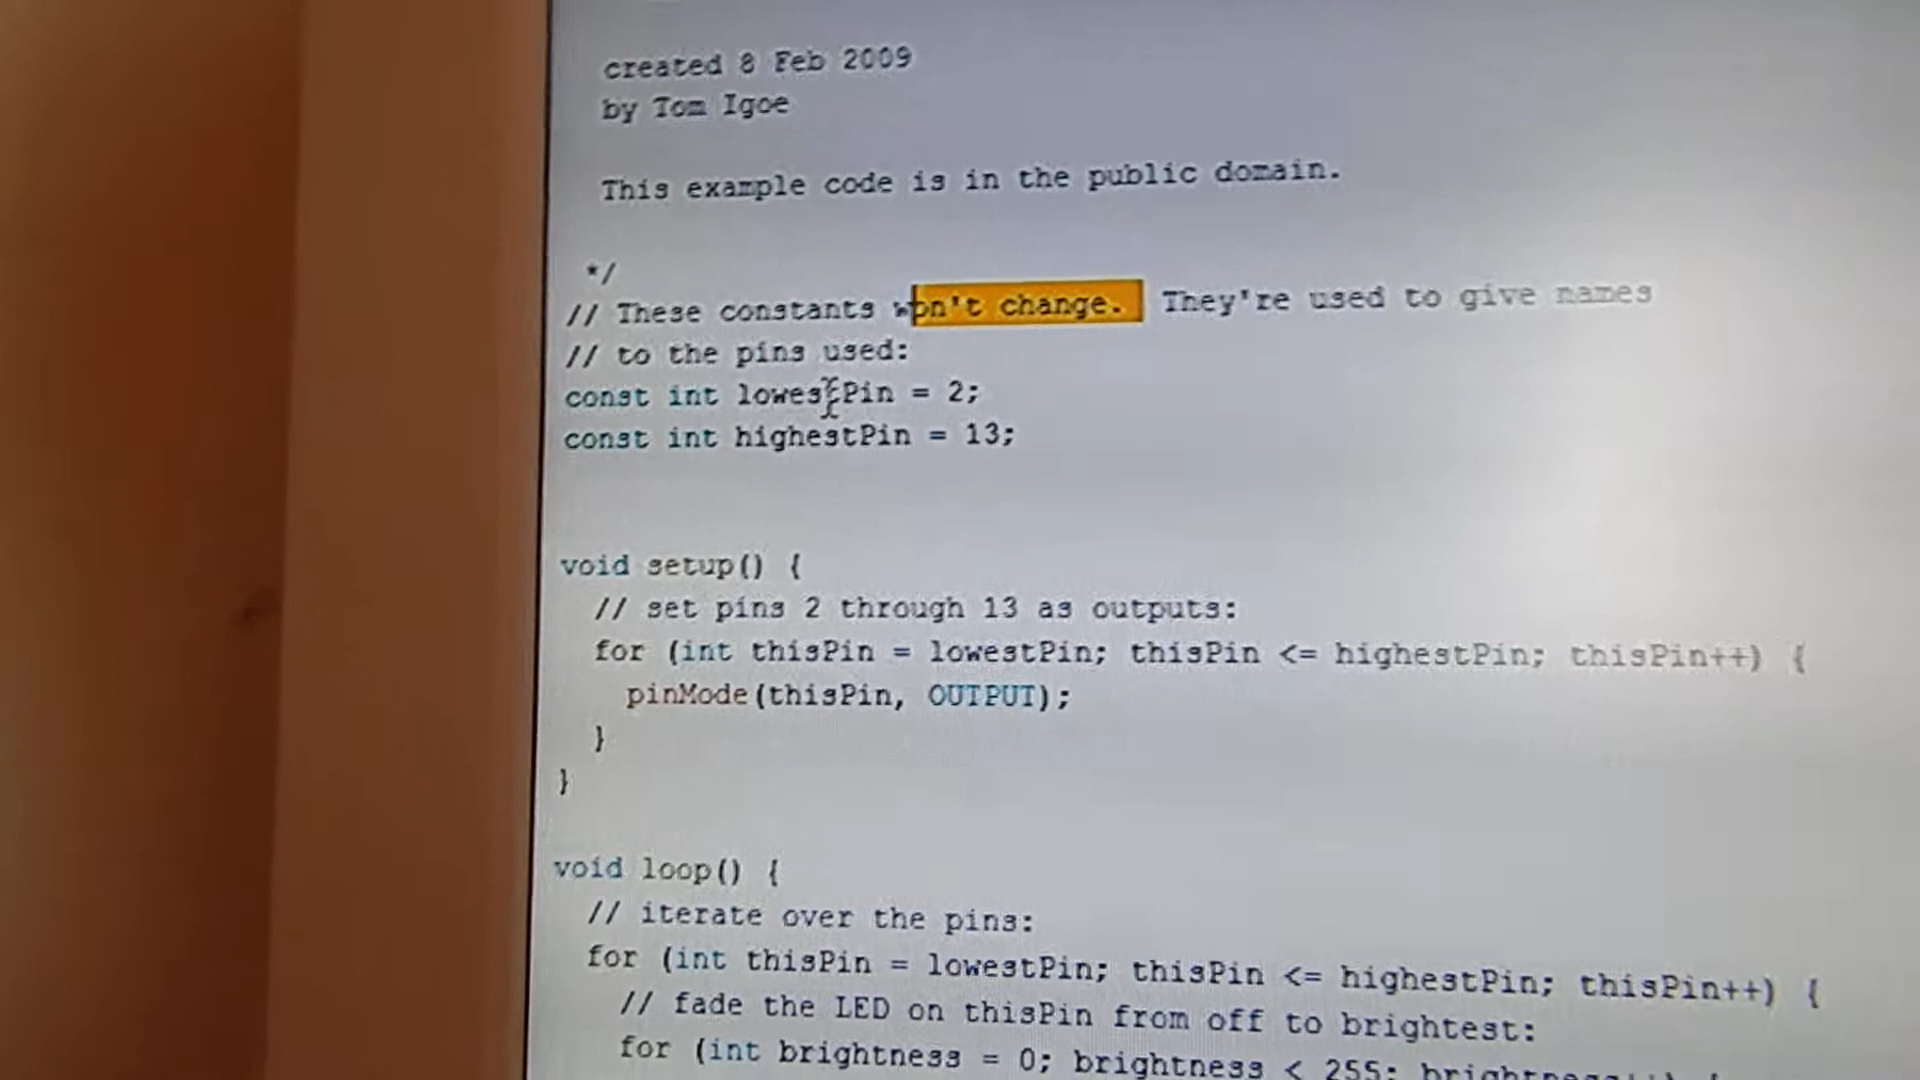 created 8 Feb 2009
by Tom Igoe
This example code is in the public domain.
*/
// These constants won't change. They're used to give names
// to the pins used:
const int lowestPin = 2;
const int highestPin = 13;
void setup() {
// set pins 2 through 13 as outputs:
for (int thisPin = lowestPin; thisPin <= highestPin; thisPin++) {
pinMode(thisPin, OUTPUT);
}
}
void loop() {
// iterate over the pins:
for (int thisPin = lowestPin; thisPin <= highestPin; thisPin++) {
// fade the LED on thisPin from off to brightest:
for (int brightness = 0; brightness < 255;